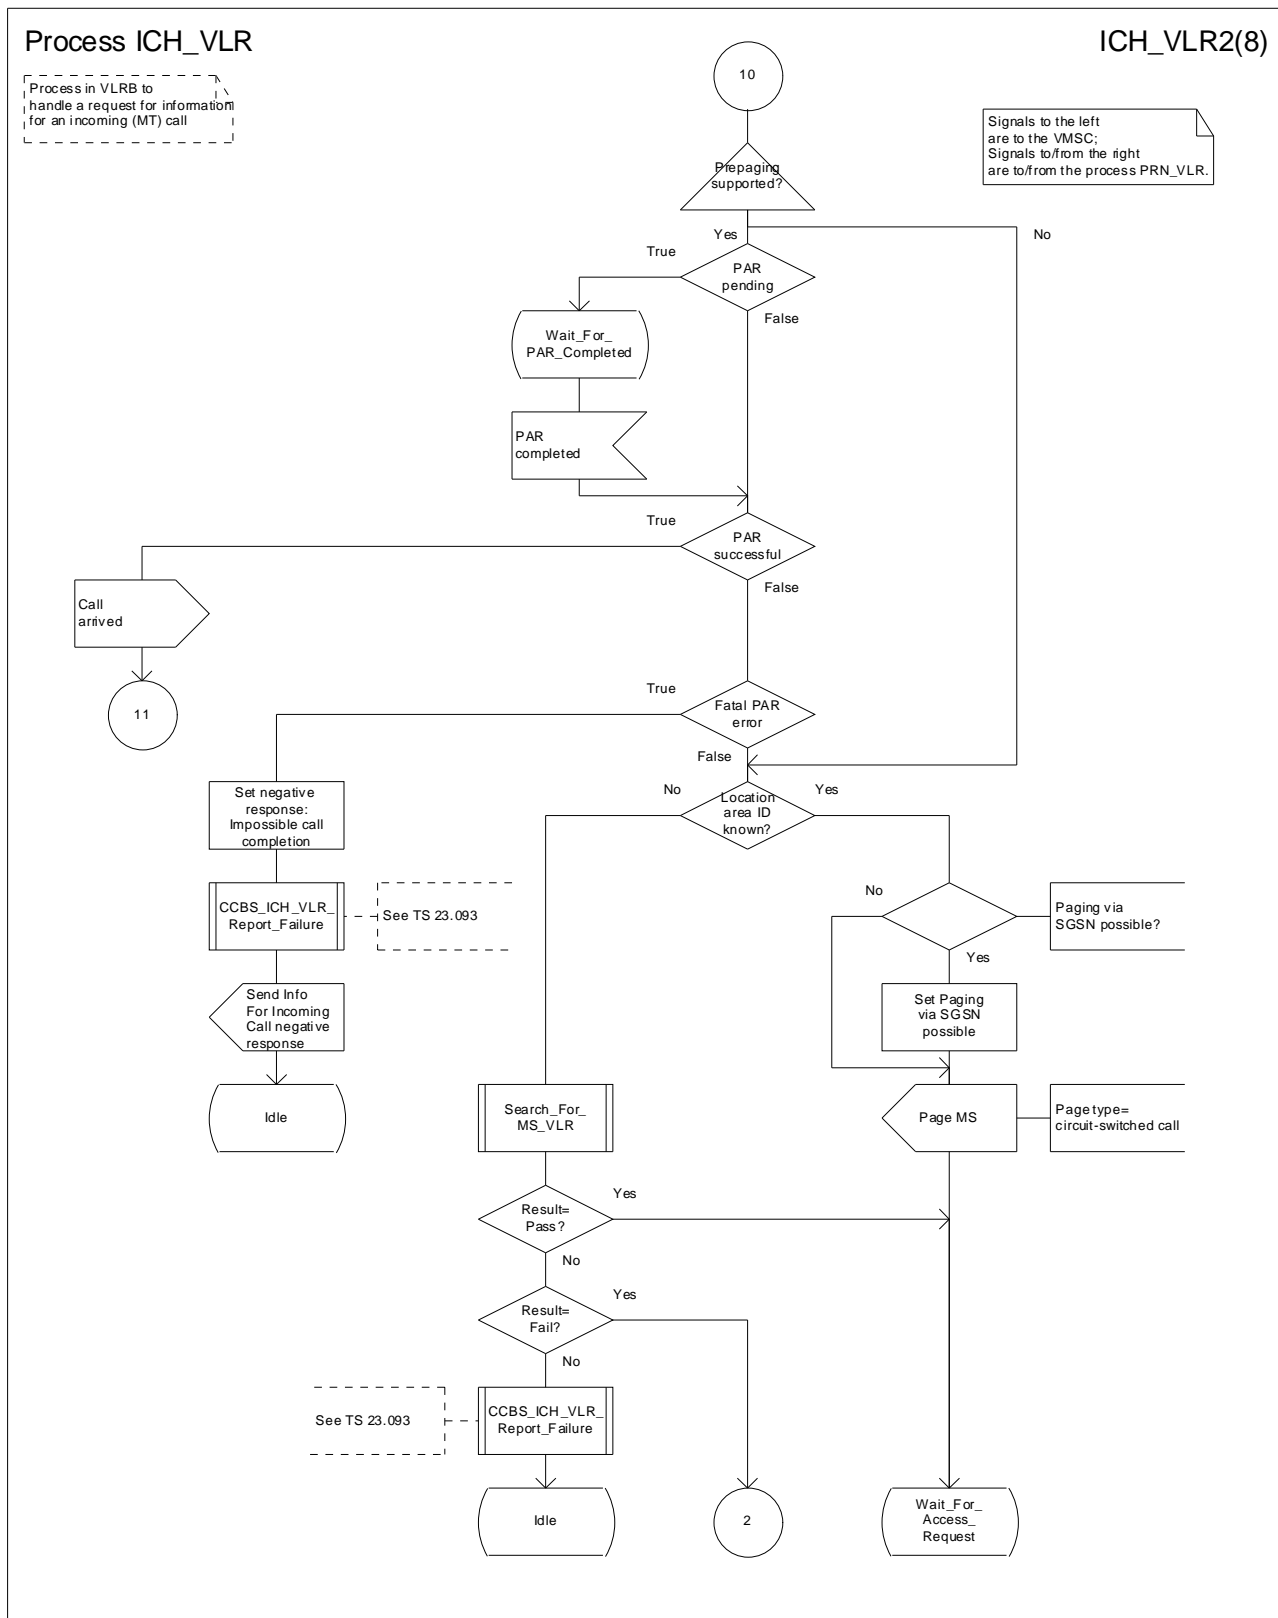 Process ICH_VLR
ICH_VLR2(8)
Process in VLRB to
handle a request for information
for an incoming (MT) call
10
Signals to the left
are to the VMSC;
Signals to/from the right
are to/from the process PRN_VLR.
Prepaging
supported?
Yes
No
True
PAR
pending
False
Wait_For_
PAR_Completed
PAR
completed
True
PAR
successful
False
Call
arrived
11
True
Fatal PAR
error
False
No
Location
area ID
known?
Yes
Set negative
response:
Impossible call
completion
CCBS_ICH_VLR_
Report_Failure
See TS 23.093
No
Paging via
SGSN possible?
Yes
Send Info
For Incoming
Call negative
response
Set Paging
via SGSN
possible
Idle
Search_For_
MS_VLR
Page MS
Page type=
circuit-switched call
Result=
Pass?
Yes
No
Result=
Fail?
Yes
No
See TS 23.093
CCBS_ICH_VLR_
Report_Failure
Idle
2
Wait_For_
Access_
Request